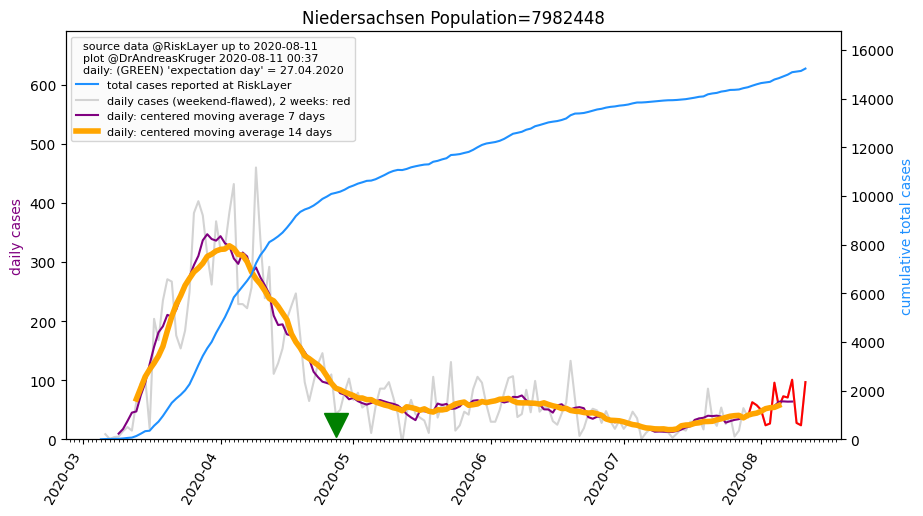 Niedersachsen Population=7982448
source data @RiskLayer up to 2020-08-11
plot @DrAndreasKruger 2020-08-11 00:37
daily: (GREEN) 'expectation day' = 27.04.2020
total cases reported at RiskLayer
daily cases (weekend-flawed), 2 weeks: red
daily: centered moving average 7 days
daily: centered moving average 14 days
daily cases
600
500
400
300
200
100
0
cumulative total cases
16000
14000
12000
10000
8000
6000
4000
2000
0
2020-03
2020-04
2020-05
2020-06
2020-07
2020-08